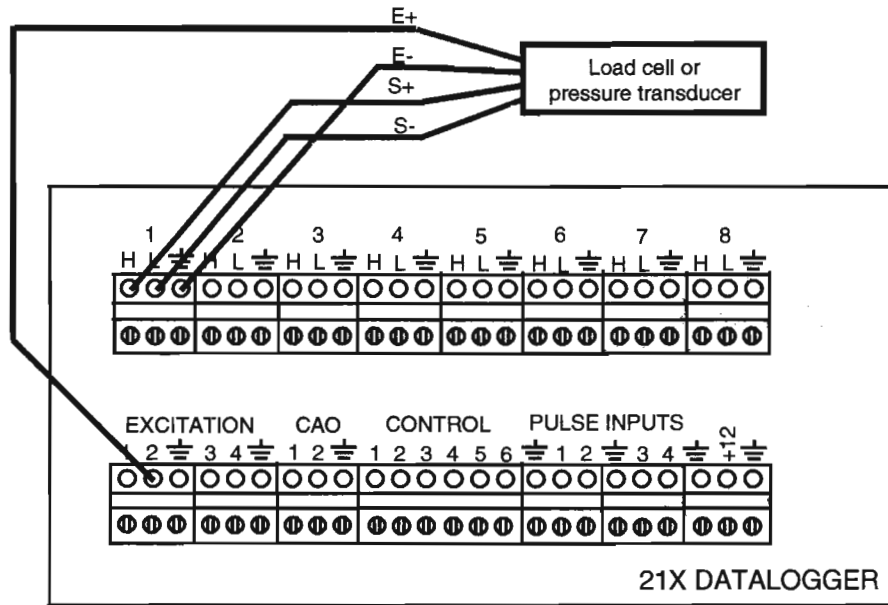 E+
E-
S+
S-
Load cell or
pressure transducer
1 2 3 4 5 6 7 8
H L H L H L H L H L H L H L H L
EXCITATION CAO CONTROL PULSE INPUTS
1 2 3 4 1 2 1 2 3 4 5 6 1 2 3 4 +12
21X DATALOGGER